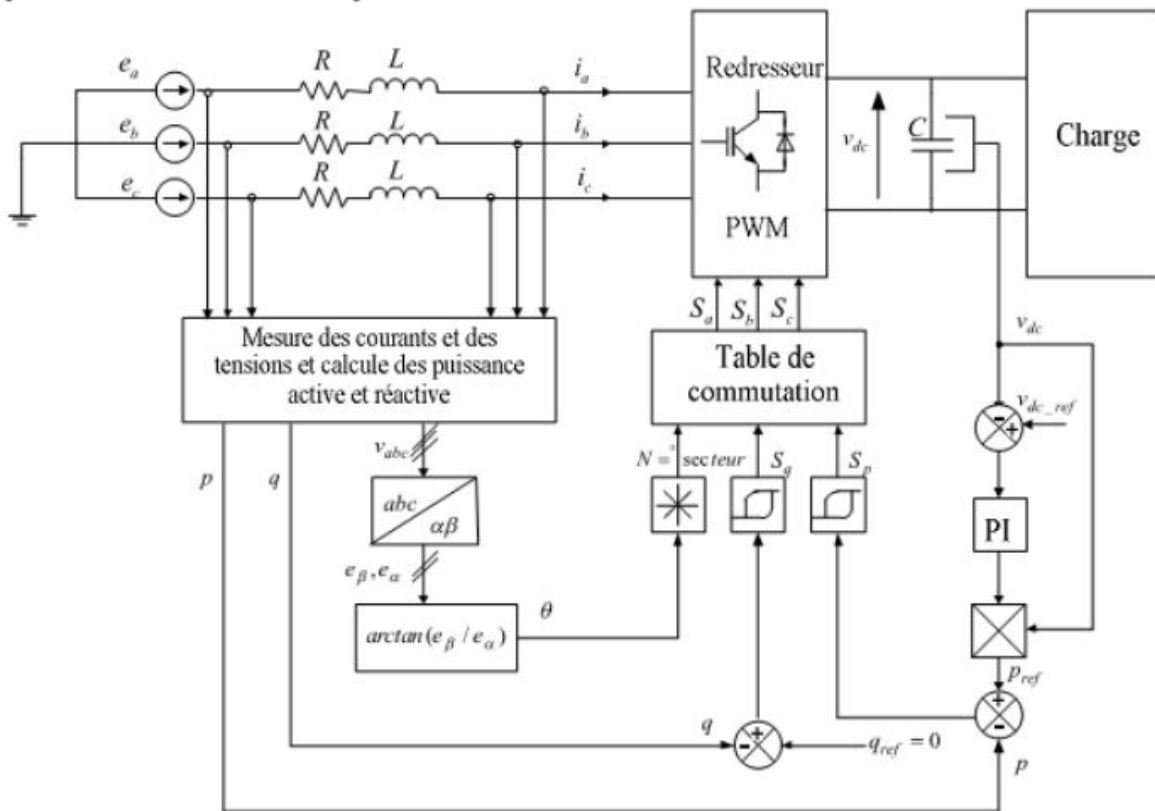 e_a
R
L
i_a
e_b
R
L
i_b
e_c
R
L
i_c
Redresseur
PWM
v_dc
C
Charge
S_a
S_b
S_c
Mesure des courants et des
tensions et calcule des puissance
active et réactive
Table de
commutation
v_dc
v_dc_ref
-
+
v_abc
p
q
abc
αβ
N=° secteur
S_q
S_p
PI
e_β, e_α
arctan(e_β / e_α)
θ
p_ref
+
-
q
+
-
q_ref = 0
p